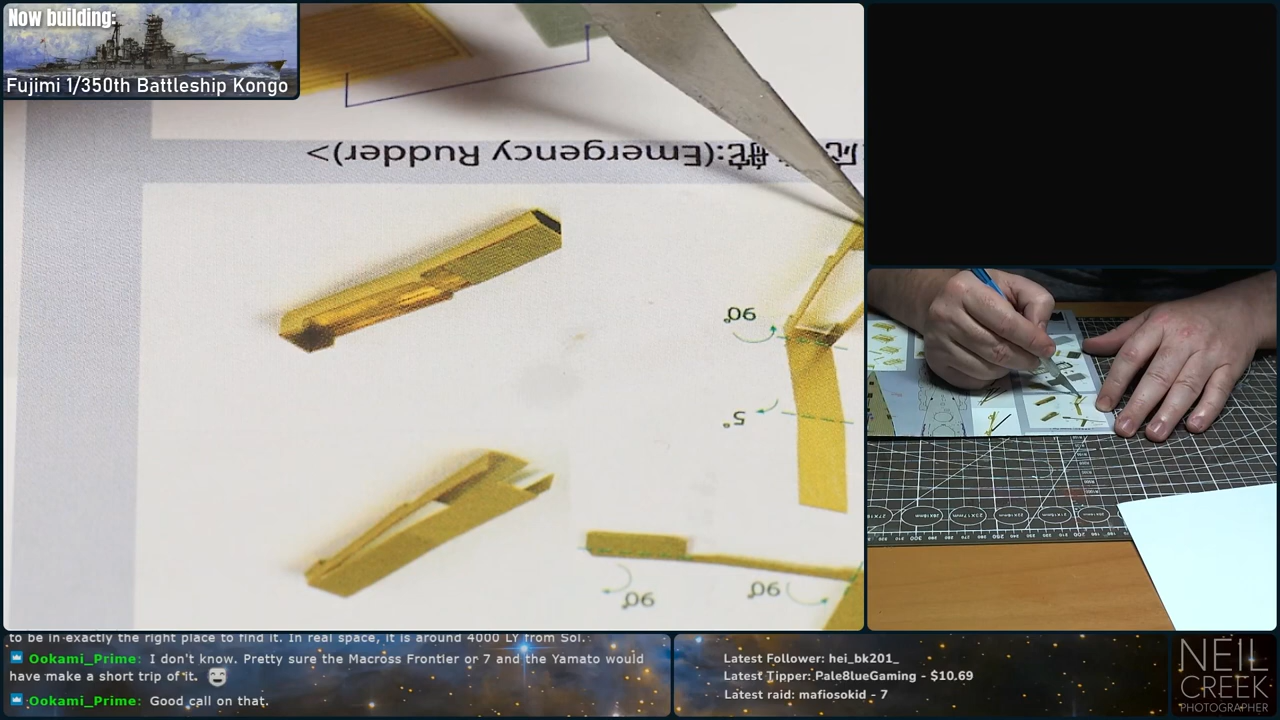 Now building:
Fujimi 1/350th Battleship Kongo
舵:(Emergency Rudder)>
90°
5°
90°
90°
to be in exactly the right place to find it. In real space, it is around 4000 LY from Sol.
Ookami_Prime: I don't know. Pretty sure the Macross Frontier or 7 and the Yamato would
have make a short trip of it.
Ookami_Prime: Good call on that.
Latest Follower: hei_bk201_
Latest Tipper: Pale8lueGaming - $10.69
Latest raid: mafiosokid - 7
NEIL
CREEK
PHOTOGRAPHER